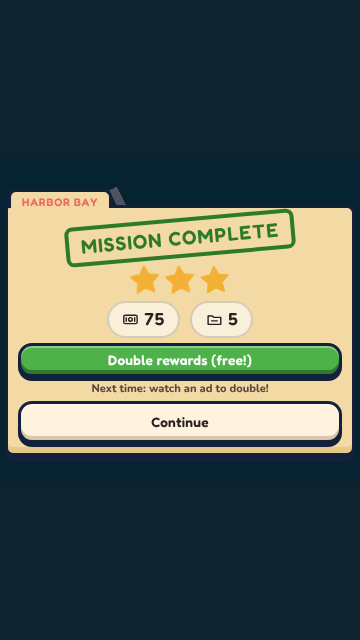 HARBOR BAY
MISSION COMPLETE
75
5
Double rewards (free!)
Next time: watch an ad to double!
Continue